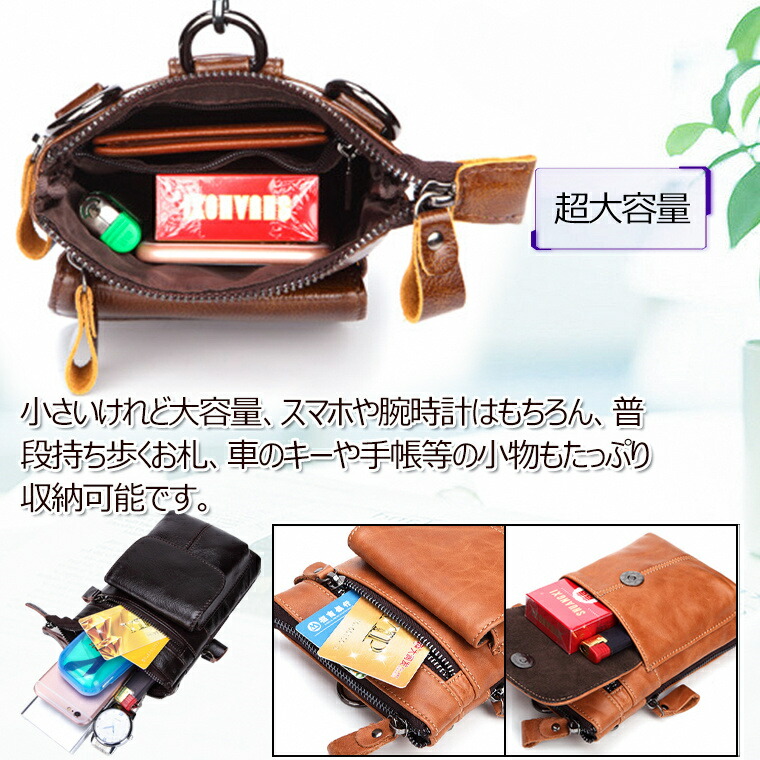 超大容量
小さいけれど大容量、スマホや腕時計はもちろん、普
段持ち歩くお札、車のキーや手帳等の小物もたっぷり
収納可能です。